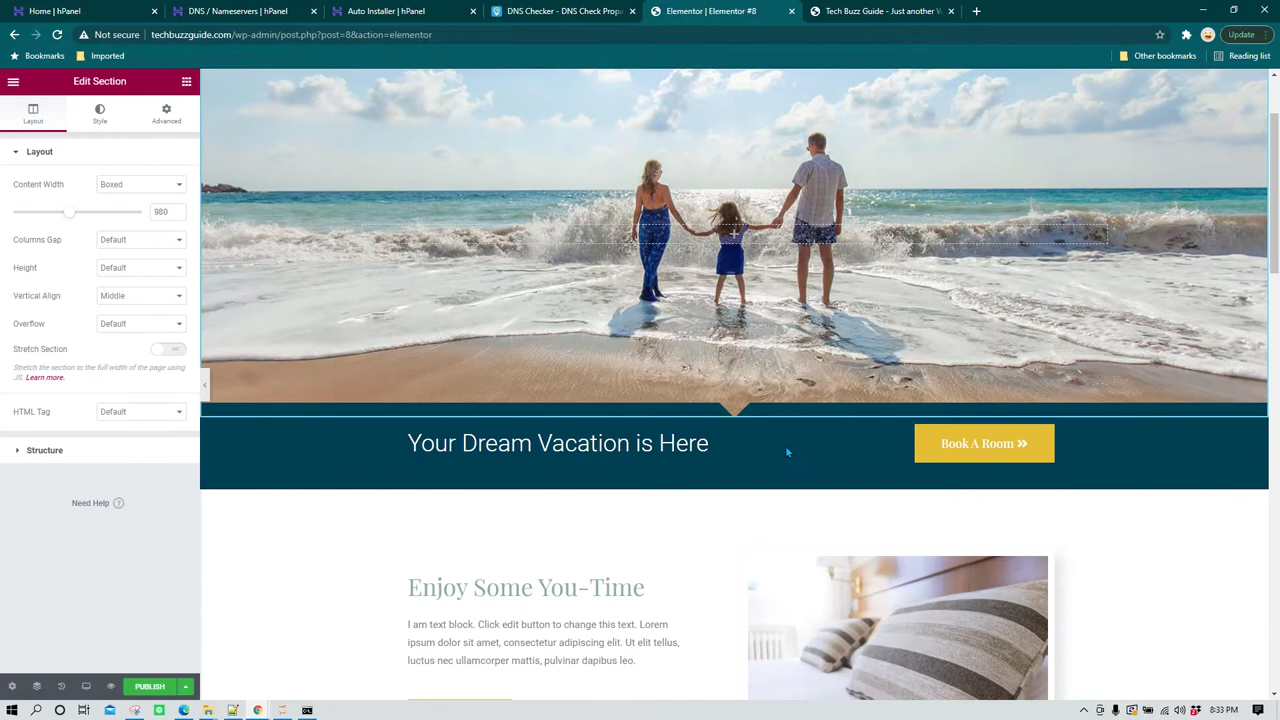 Home | hPanel
DNS / Nameservers | hPanel
Auto Installer | hPanel
DNS Checker - DNS Check Prop
Elementor | Elementor #8
Tech Buzz Guide - Just another W
Not secure
techbuzzguide.com/wp-admin/post.php?post=8&action=elementor
Update
Bookmarks
Imported
Other bookmarks
Reading list
Edit Section
Layout
Style
Advanced
Layout
Content Width
Boxed
980
Columns Gap
Default
Height
Default
Vertical Align
Middle
Overflow
Default
Stretch Section
NO
Stretch the section to the full width of the page using
JS. Learn more.
HTML Tag
Default
Structure
Need Help
PUBLISH
Your Dream Vacation is Here
Book A Room
Enjoy Some You-Time
I am text block. Click edit button to change this text. Lorem
ipsum dolor sit amet, consectetur adipiscing elit. Ut elit tellus,
luctus nec ullamcorper mattis, pulvinar dapibus leo.
8:33 PM